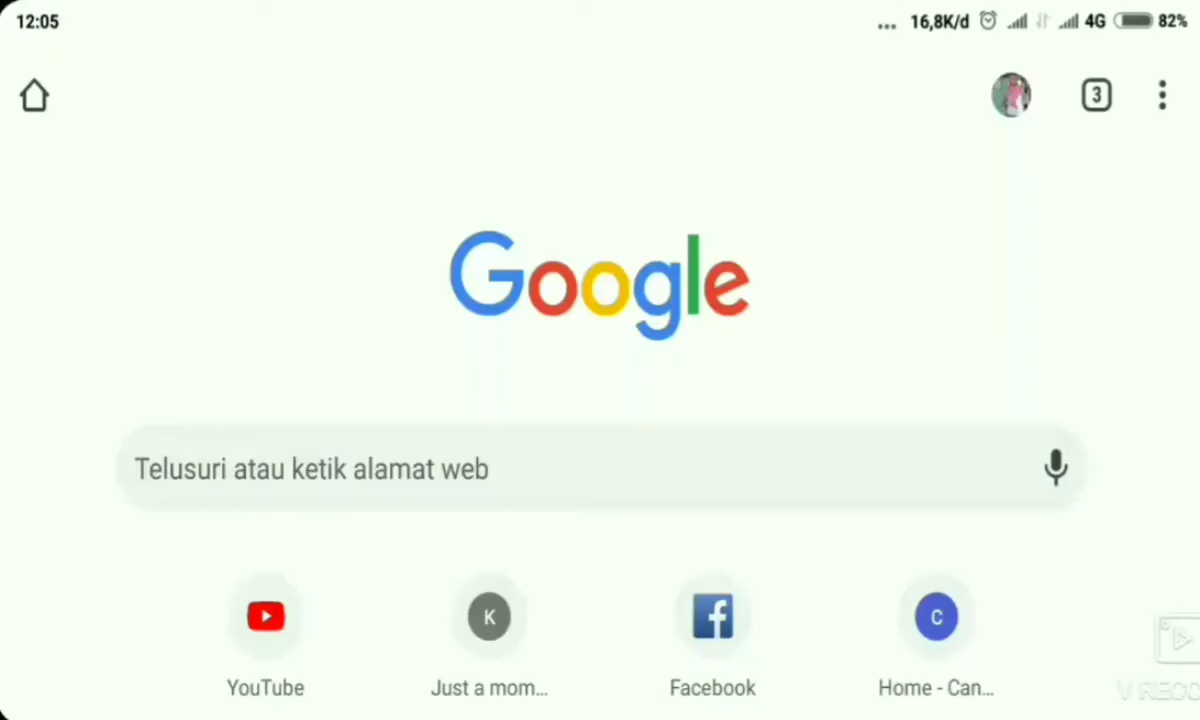 12:05
... 16,8K/d 4G 82%
3
Google
Telusuri atau ketik alamat web
K
C
YouTube
Just a mom...
Facebook
Home - Can...
V RECO